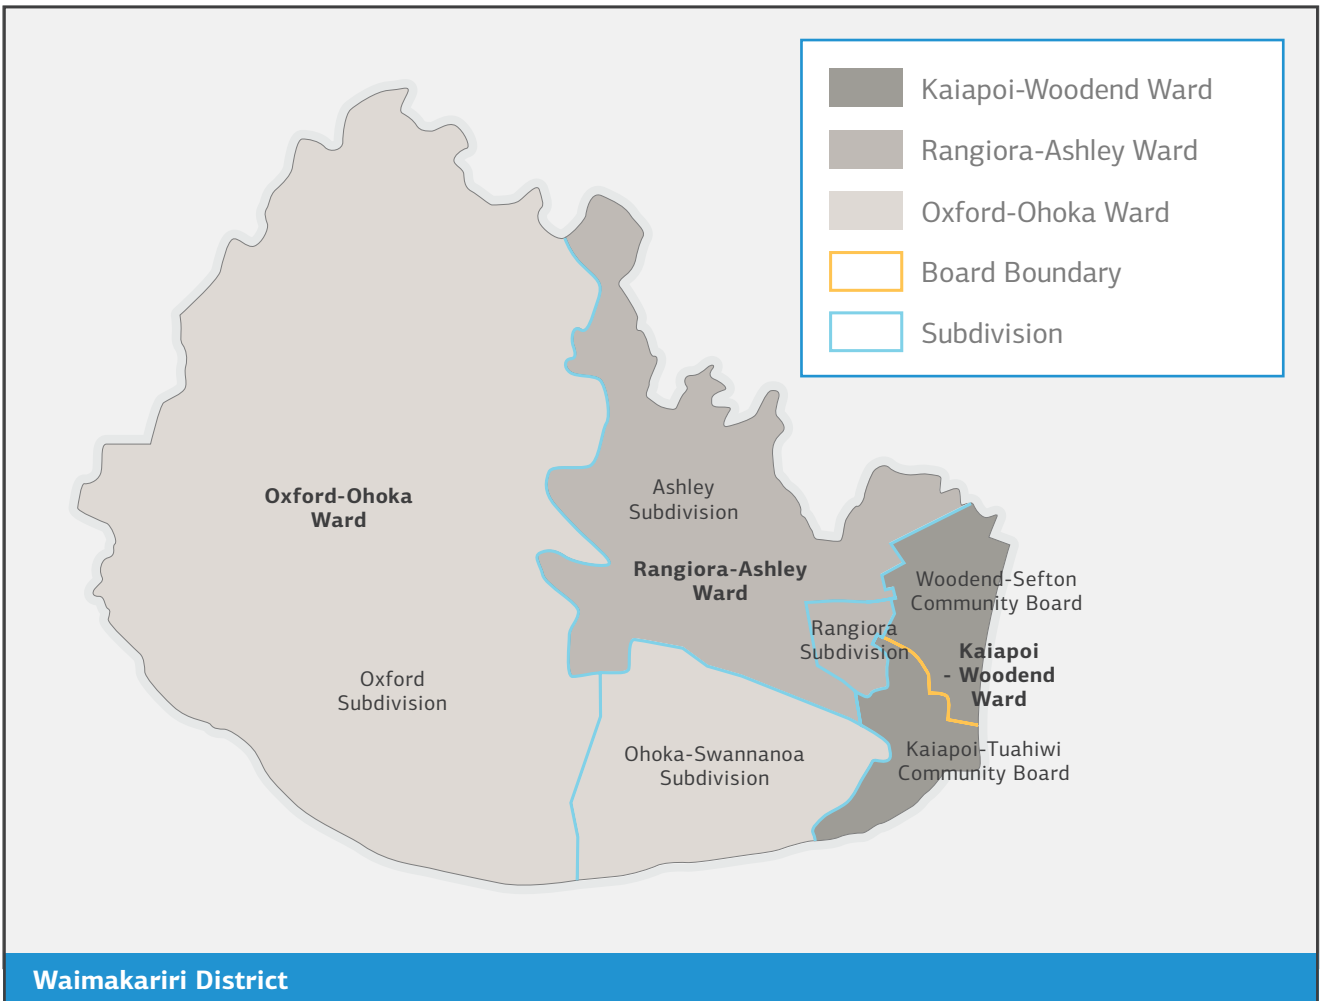 Kaiapoi-Woodend Ward
Rangiora-Ashley Ward
Oxford-Ohoka Ward
Board Boundary
Subdivision
Oxford-Ohoka
Ward
Ashley
Subdivision
Rangiora-Ashley
Ward
Woodend-Sefton
Community Board
Rangiora
Subdivision
Kaiapoi
- Woodend
Ward
Oxford
Subdivision
Ohoka-Swannanoa
Subdivision
Kaiapoi-Tuahiwi
Community Board
Waimakariri District